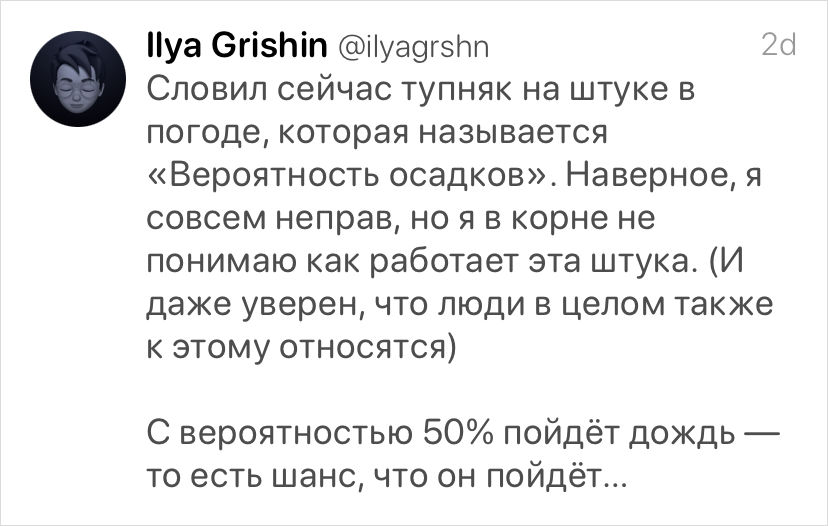 Ilya Grishin @ilyagrshn 2d
Словил сейчас тупняк на штуке в
погоде, которая называется
«Вероятность осадков». Наверное, я
совсем неправ, но я в корне не
понимаю как работает эта штука. (И
даже уверен, что люди в целом также
к этому относятся)
С вероятностью 50% пойдёт дождь —
то есть шанс, что он пойдёт...